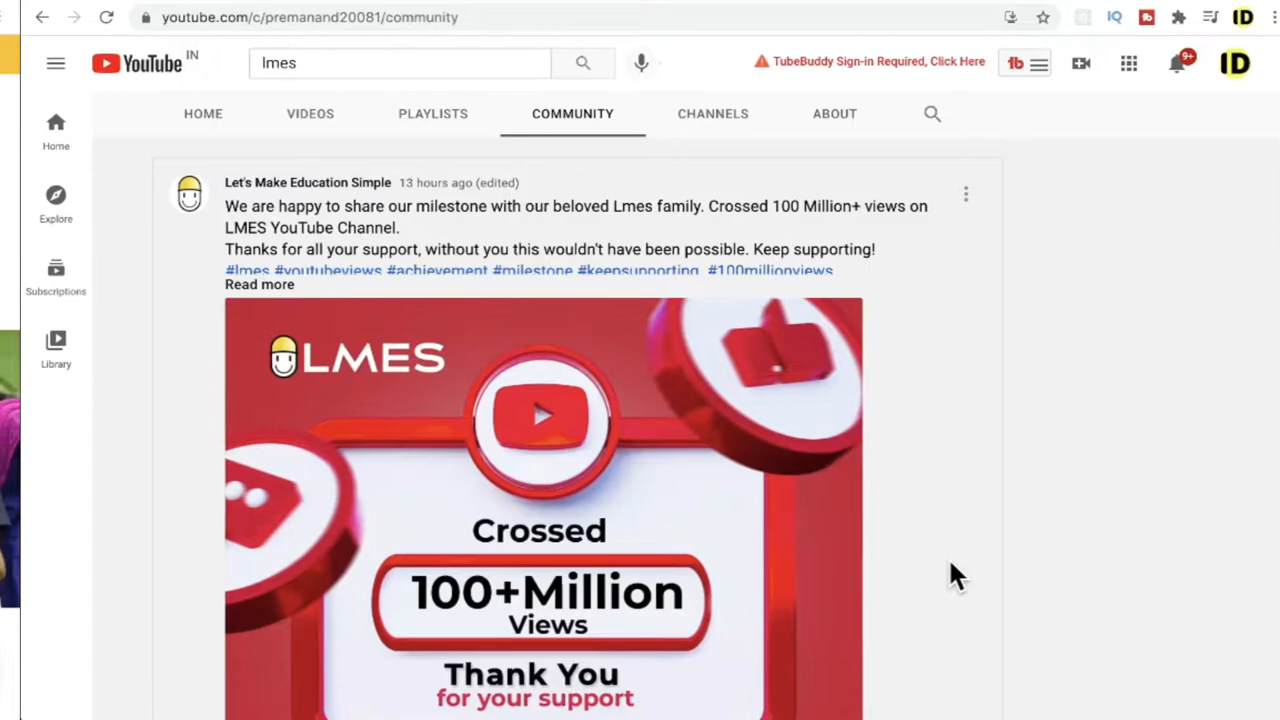 youtube.com/c/premanand20081/community
IQ
tb
ID
YouTube IN
lmes
TubeBuddy Sign-in Required, Click Here
tb
9+
ID
HOME
VIDEOS
PLAYLISTS
COMMUNITY
CHANNELS
ABOUT
Home
Explore
Subscriptions
Library
Let's Make Education Simple 13 hours ago (edited)
We are happy to share our milestone with our beloved Lmes family. Crossed 100 Million+ views on
LMES YouTube Channel.
Thanks for all your support, without you this wouldn't have been possible. Keep supporting!
#lmes #youtubeviews #achievement #milestone #keepsupporting #100millionviews
Read more
LMES
Crossed
100+Million
Views
Thank You
for your support